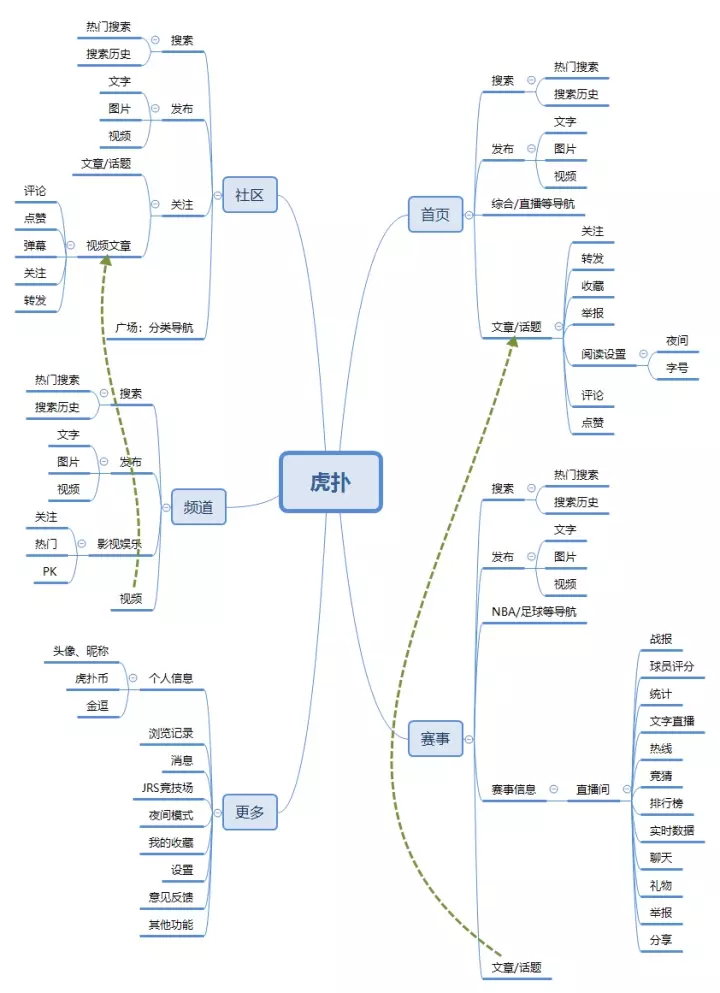 虎扑
首页
搜索
热门搜索
搜索历史
发布
文字
图片
视频
综合/直播等导航
文章/话题
关注
转发
收藏
举报
阅读设置
夜间
字号
评论
点赞
赛事
搜索
热门搜索
搜索历史
发布
文字
图片
视频
NBA/足球等导航
赛事信息
直播间
战报
球员评分
统计
文字直播
热线
竞猜
排行榜
实时数据
聊天
礼物
举报
分享
文章/话题
社区
搜索
热门搜索
搜索历史
发布
文字
图片
视频
关注
文章/话题
视频文章
评论
点赞
弹幕
关注
转发
广场：分类导航
频道
搜索
热门搜索
搜索历史
发布
文字
图片
视频
影视娱乐
关注
热门
PK
视频
更多
个人信息
头像、昵称
虎扑币
金逗
浏览记录
消息
JRS竞技场
夜间模式
我的收藏
设置
意见反馈
其他功能